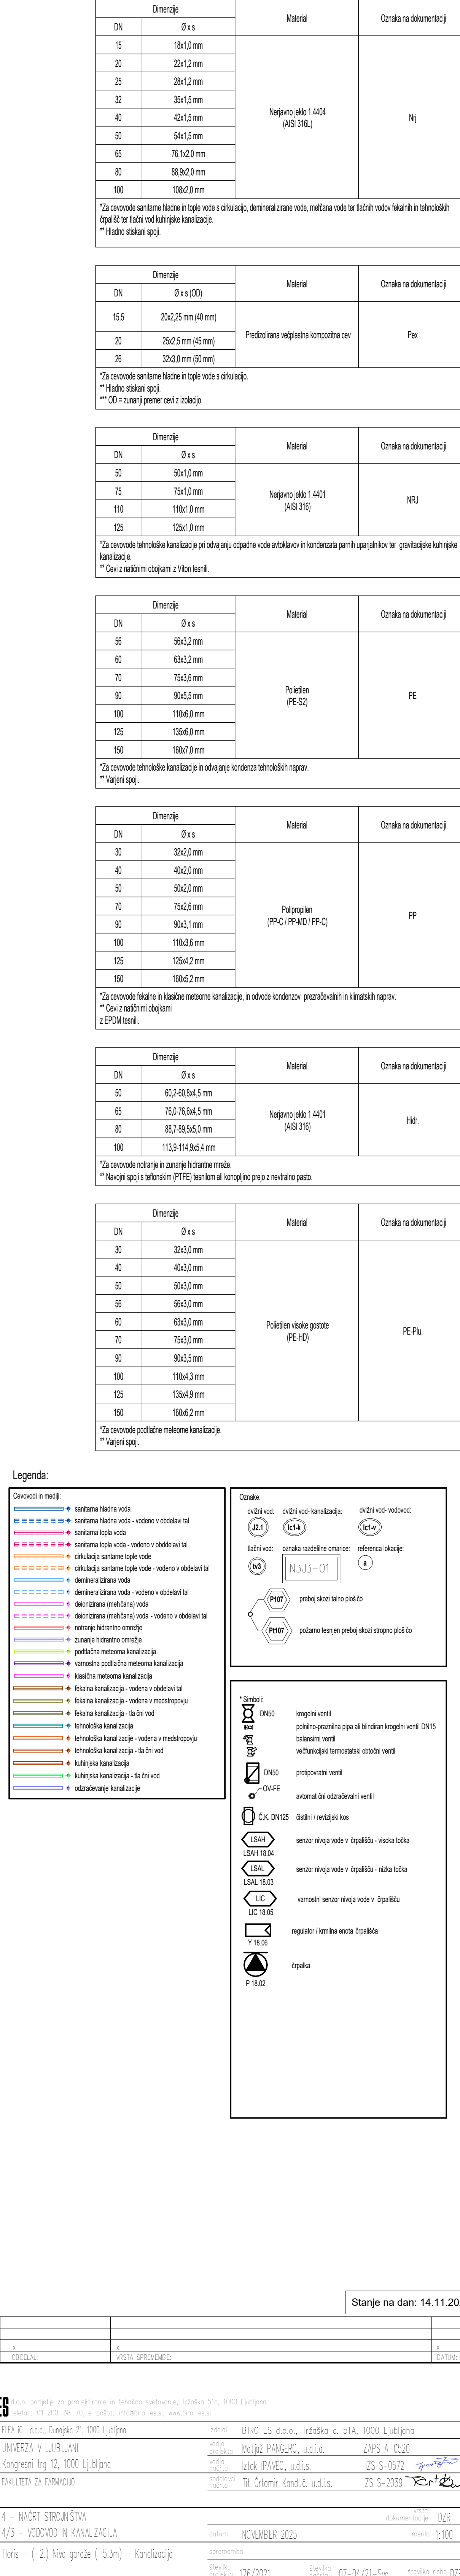 Dimenzije Material Oznaka na dokumentaciji
DN Ø x s
15 18x1,0 mm
20 22x1,2 mm
25 28x1,2 mm
32 35x1,5 mm
40 42x1,5 mm
50 54x1,5 mm
65 76,1x2,0 mm
80 88,9x2,0 mm
100 108x2,0 mm
Nerjavno jeklo 1.4404
(AISI 316L)
Nrj
*Za cevovode sanitarne hladne in tople vode s cirkulacijo, demineralizirane vode, mehčana vode ter tlačnih vodov fekalnih in tehnoloških
črpališč ter tlačni vod kuhinjske kanalizacije.
** Hladno stiskani spoji.
Dimenzije Material Oznaka na dokumentaciji
DN Ø x s (OD)
15,5 20x2,25 mm (40 mm)
20 25x2,5 mm (45 mm)
26 32x3,0 mm (50 mm)
Predizolirana večplastna kompozitna cev
Pex
*Za cevovode sanitarne hladne in tople vode s cirkulacijo.
** Hladno stiskani spoji.
*** OD = zunanji premer cevi z izolacijo
Dimenzije Material Oznaka na dokumentaciji
DN Ø x s
50 50x1,0 mm
75 75x1,0 mm
110 110x1,0 mm
125 125x1,0 mm
Nerjavno jeklo 1.4401
(AISI 316)
NRJ
*Za cevovode tehnološke kanalizacije pri odvajanju odpadne vode avtoklavov in kondenzata parnih uparjalnikov ter gravitacijske kuhinjske
kanalizacije.
** Cevi z natičnimi obojkami z Viton tesnili.
Dimenzije Material Oznaka na dokumentaciji
DN Ø x s
56 56x3,2 mm
60 63x3,2 mm
70 75x3,6 mm
90 90x5,5 mm
100 110x6,0 mm
125 135x6,0 mm
150 160x7,0 mm
Polietilen
(PE-S2)
PE
*Za cevovode tehnološke kanalizacije in odvajanje kondenza tehnoloških naprav.
** Varjeni spoji.
Dimenzije Material Oznaka na dokumentaciji
DN Ø x s
30 32x2,0 mm
40 40x2,0 mm
50 50x2,0 mm
70 75x2,6 mm
90 90x3,1 mm
100 110x3,6 mm
125 125x4,2 mm
150 160x5,2 mm
Polipropilen
(PP-C / PP-MD / PP-C)
PP
*Za cevovode fekalne in klasične meteorne kanalizacije, in odvode kondenzov prezračevalnih in klimatskih naprav.
** Cevi z natičnimi obojkami
z EPDM tesnili.
Dimenzije Material Oznaka na dokumentaciji
DN Ø x s
50 60,2-60,8x4,5 mm
65 76,0-76,6x4,5 mm
80 88,7-89,5x5,0 mm
100 113,9-114,9x5,4 mm
Nerjavno jeklo 1.4401
(AISI 316)
Hidr.
*Za cevovode notranje in zunanje hidrantne mreže.
** Navojni spoji s teflonskim (PTFE) tesnilom ali konopljino prejo z nevtralno pasto.
Dimenzije Material Oznaka na dokumentaciji
DN Ø x s
30 32x3,0 mm
40 40x3,0 mm
50 50x3,0 mm
56 56x3,0 mm
60 63x3,0 mm
70 75x3,0 mm
90 90x3,5 mm
100 110x4,3 mm
125 135x4,9 mm
150 160x6,2 mm
Polietilen visoke gostote
(PE-HD)
PE-Plu.
*Za cevovode podtlačne meteorne kanalizacije.
** Varjeni spoji.
Legenda:
Cevovodi in mediji:
sanitarna hladna voda
sanitarna hladna voda - vodeno v obdelavi tal
sanitarna topla voda
sanitarna topla voda - vodeno v obddelavi tal
cirkulacija santarne tople vode
cirkulacija santarne tople vode - vodeno v obdelavi tal
demineralizirana voda
demineralizirana voda - vodeno v obdelavi tal
deionizirana (mehčana) voda
deionizirana (mehčana) voda - vodeno v obdelavi tal
notranje hidrantno omrežje
zunanje hidrantno omrežje
podtlačna meteorna kanalizacija
varnostna podtlačna meteorna kanalizacija
klasična meteorna kanalizacija
fekalna kanalizacija - vodena v obdelavi tal
fekalna kanalizacija - vodena v medstropovju
fekalna kanalizacija - tla čni vod
tehnološka kanalizacija
tehnološka kanalizacije - vodena v medstropovju
tehnološka kanalizacija - tla čni vod
kuhinjska kanalizacija
kuhinjska kanalizacija - tla čni vod
odzračevanje kanalizacije
Oznake:
dvižni vod: dvižni vod- kanalizacija: dvižni vod- vodovod:
J2.1 Ic1-k Ic1-v
tlačni vod: oznaka razdelilne omarice: referenca lokacije:
tv3 N3J3-01 a
P107 preboj skozi talno ploščo
Pt107 požarno tesnjen preboj skozi stropno ploščo
* Simboli:
DN50 krogelni ventil
polnilno-praznilna pipa ali blindiran krogelni ventil DN15
balansirni ventil
večfunkcijski termostatski obtočni ventil
DN50 protipovratni ventil
OV-FE
avtomatični odzračevalni ventil
Č.K. DN125 čistilni / revizijski kos
LSAH senzor nivoja vode v črpališču - visoka točka
LSAH 18.04
LSAL senzor nivoja vode v črpališču - nizka točka
LSAL 18.03
LIC varnostni senzor nivoja vode v črpališču
LIC 18.05
regulator / krmilna enota črpališča
Y 18.06
črpalka
P 18.02
Stanje na dan: 14.11.20
x x x
OBDELAL: VRSTA SPREMEMBE: DATUM:
ES d.o.o. podjetje za projektiranje in tehnično svetovanje, Tržaška 51a, 1000 Ljubljana
telefon: 01 200-38-70, e-pošta: info@biro-es.si, www.biro-es.si
ELEA iC d.o.o., Dunajska 21, 1000 Ljubljana
izdelal BIRO ES d.o.o., Tržaška c. 51A, 1000 Ljubljana
UNIVERZA V LJUBLJANI
Kongresni trg 12, 1000 Ljubljana
vodja projekta Matjaž PANGERC, u.d.i.a. ZAPS A-0520
vodja načrta Iztok IPAVEC, u.d.i.s. IZS S-0572
FAKULTETA ZA FARMACIJO
sodelavci načrta Tit Črtomir Kanduč, u.d.i.s. IZS S-2039
4 - NAČRT STROJNIŠTVA
vrsta dokumentacije DZR
4/3 - VODOVOD IN KANALIZACIJA
datum NOVEMBER 2025 merilo 1:100
Tloris - (-2.) Nivo garaže (-5.3m) - Kanalizacija
sprememba
številka projekta 176/2021 številka načrta 07-04/21-Svo številka risbe DZR